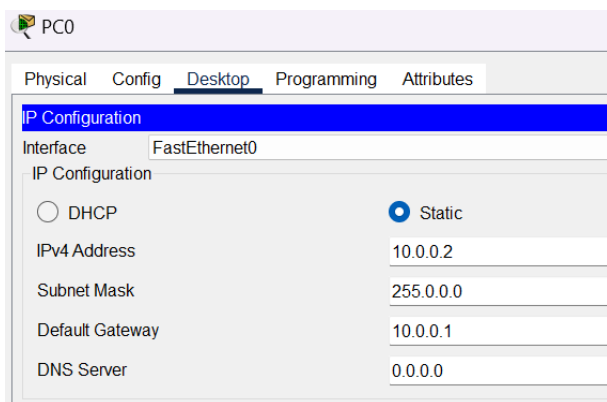 PC0
Physical Config Desktop Programming Attributes
IP Configuration
Interface FastEthernet0
IP Configuration
DHCP Static
IPv4 Address 10.0.0.2
Subnet Mask 255.0.0.0
Default Gateway 10.0.0.1
DNS Server 0.0.0.0